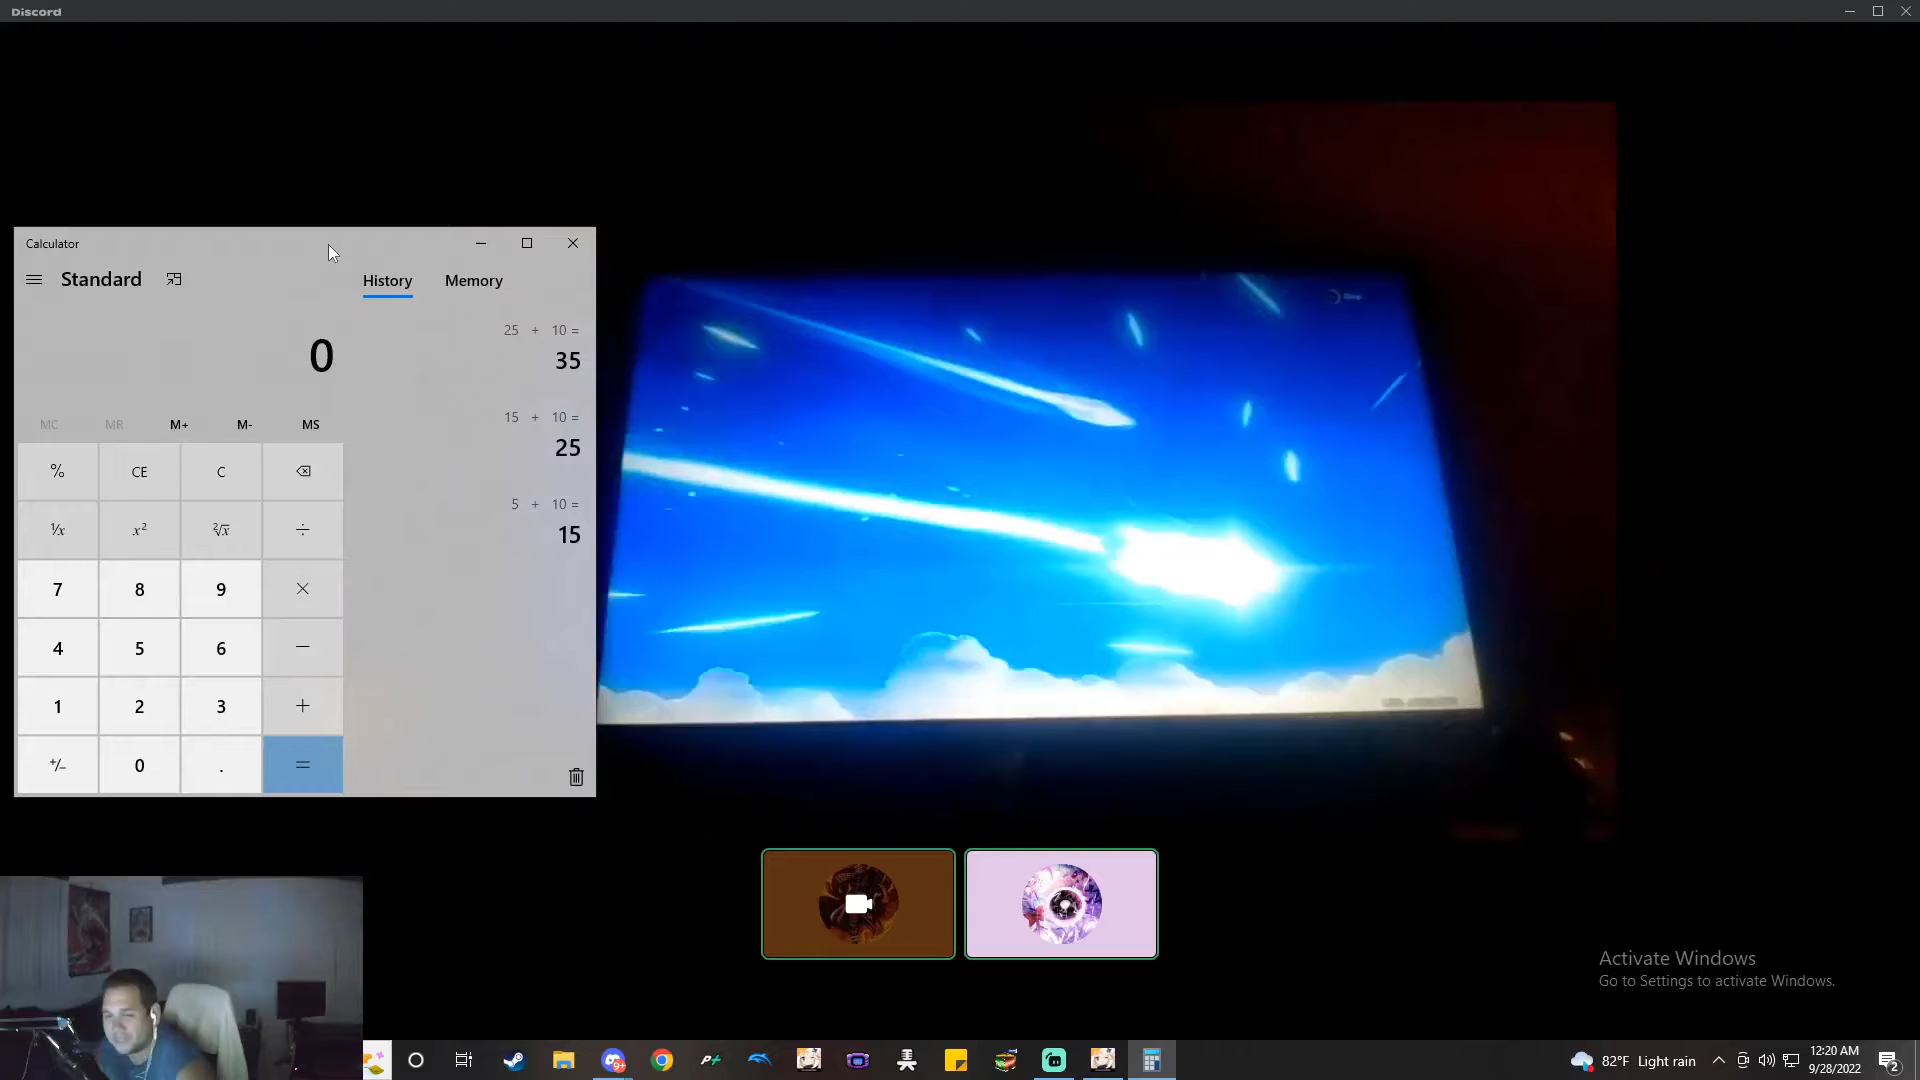 Discord
Calculator
Standard
History Memory
25 + 10 =
35
0
15 + 10 =
25
MC MR M+ M- MS
% CE C
5 + 10 =
15
¹/x x² ²√x ÷
7 8 9 ×
4 5 6 −
1 2 3 +
+/− 0 . =
Activate Windows
Go to Settings to activate Windows.
9+
82°F Light rain
12:20 AM
9/28/2022
2